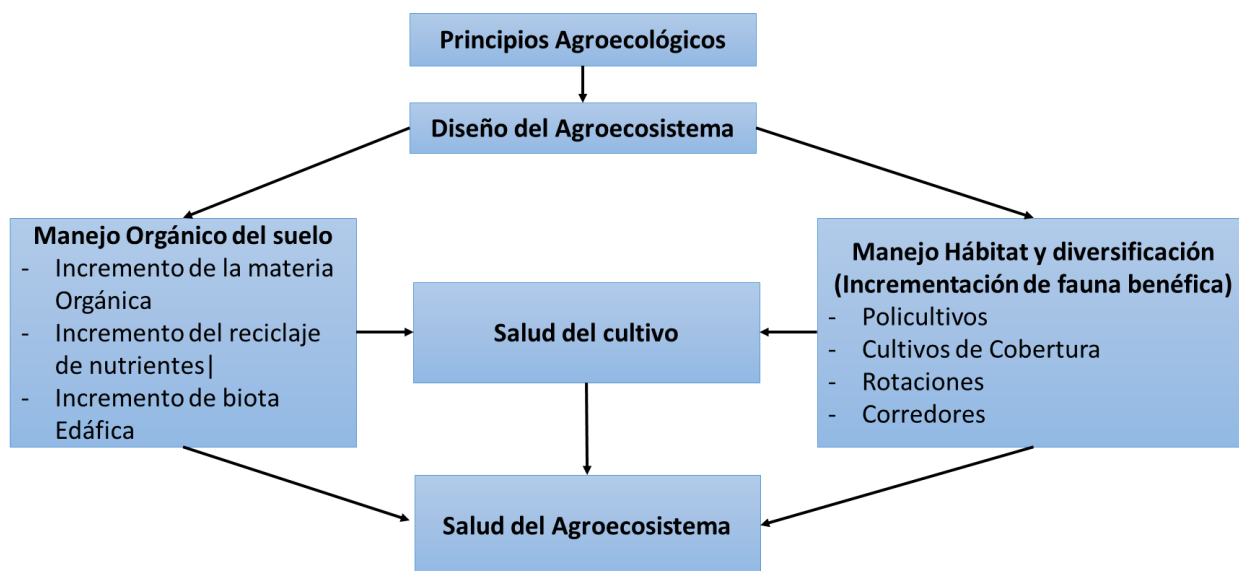 Principios Agroecológicos
Diseño del Agroecosistema
Manejo Orgánico del suelo
- Incremento de la materia
Orgánica
- Incremento del reciclaje
de nutrientes|
- Incremento de biota
Edáfica
Salud del cultivo
Manejo Hábitat y diversificación
(Incrementación de fauna benéfica)
- Policultivos
- Cultivos de Cobertura
- Rotaciones
- Corredores
Salud del Agroecosistema